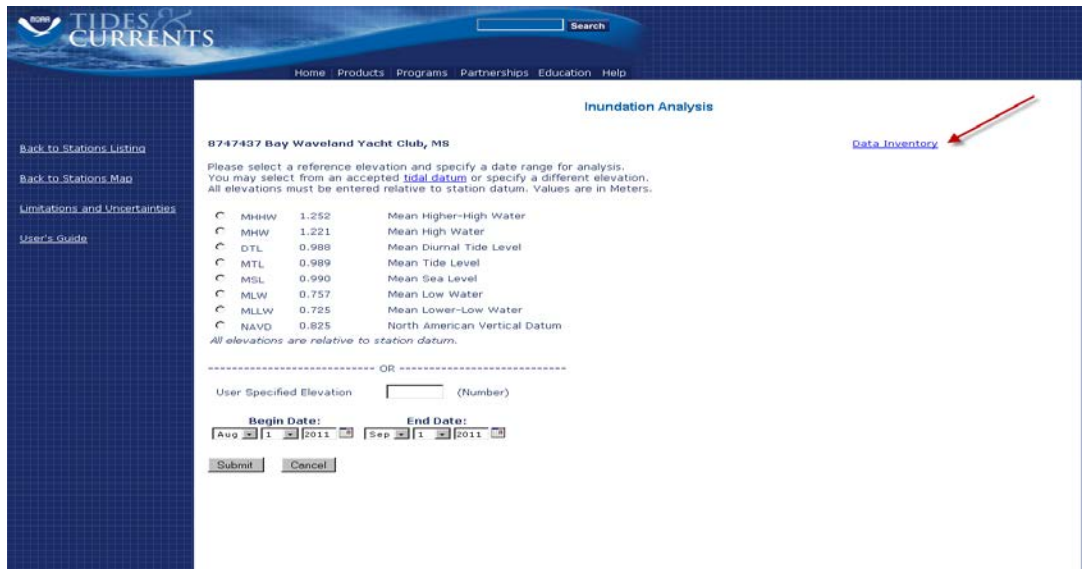 NOAA
TIDES &
CURRENTS
Search
Home Products Programs Partnerships Education Help
Inundation Analysis
Back to Stations Listing
Back to Stations Map
Limitations and Uncertainties
User's Guide
8747437 Bay Waveland Yacht Club, MS
Data Inventory
Please select a reference elevation and specify a date range for analysis.
You may select from an accepted tidal datum or specify a different elevation.
All elevations must be entered relative to station datum. Values are in Meters.
MHHW 1.252 Mean Higher-High Water
MHW 1.221 Mean High Water
DTL 0.988 Mean Diurnal Tide Level
MTL 0.989 Mean Tide Level
MSL 0.990 Mean Sea Level
MLW 0.757 Mean Low Water
MLLW 0.725 Mean Lower-Low Water
NAVD 0.825 North American Vertical Datum
All elevations are relative to station datum.
---------------------------- OR ----------------------------
User Specified Elevation (Number)
Begin Date: End Date:
Aug 1 2011 Sep 1 2011
Submit Cancel